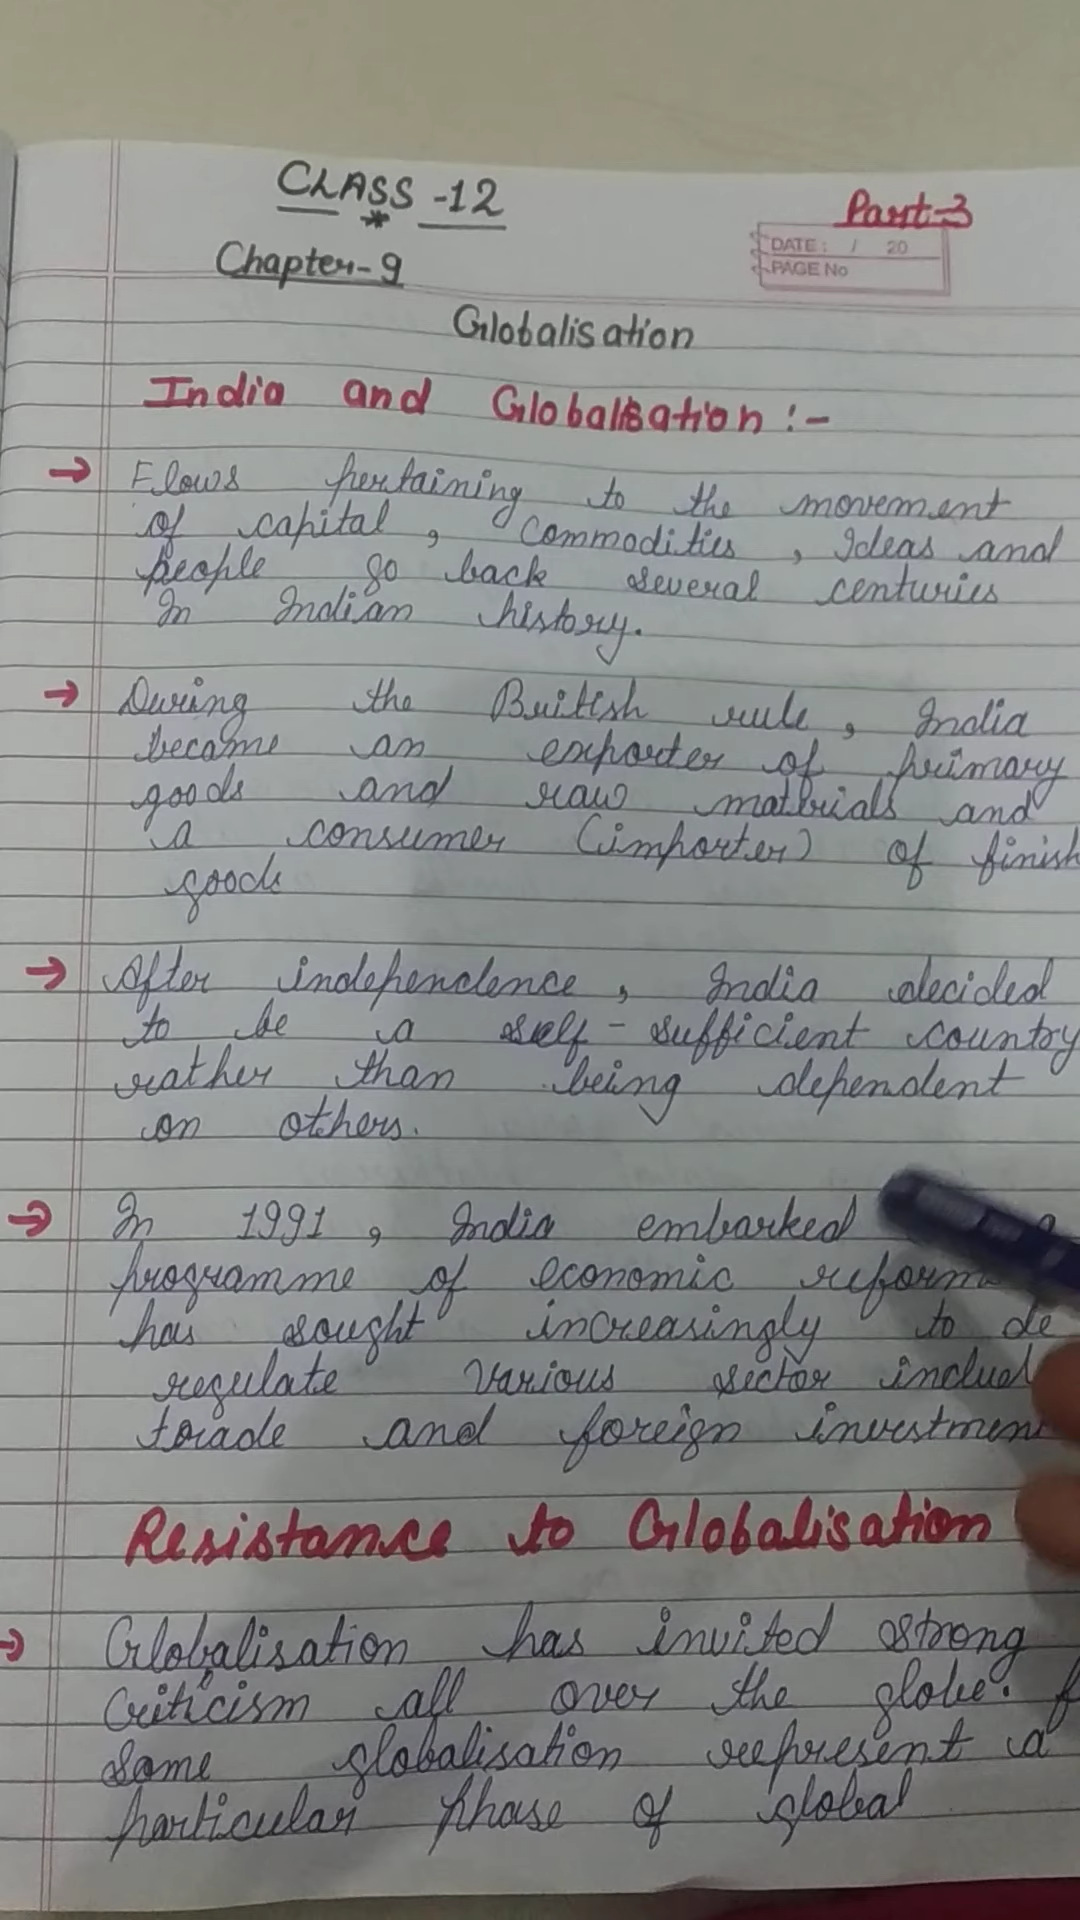 CLASS -12
Part-3
DATE: / 20
PAGE No
Chapter-9
Globalisation
India and Globalisation :-
→ Flows pertaining to the movement
of capital, Commodities, Ideas and
people go back several centuries
In Indian history.
→ During the British rule, India
became an exporter of primary
goods and raw materials and
a consumer (importer) of finish
goods
→ After independence, India decided
to be a self-sufficient country
rather than being dependent
on others.
→ In 1991, India embarked
programme of economic reform
has sought increasingly to de
regulate various sector includ
trade and foreign investmen
Resistance to Globalisation
→ Globalisation has invited strong
Criticism all over the globe.
Some globalisation represent a
particular phase of global